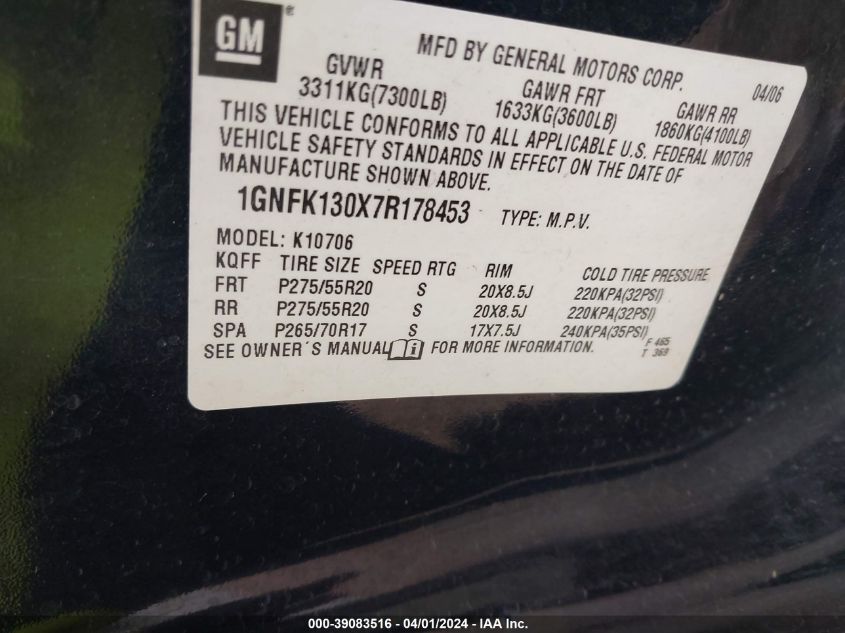 GM ®
MFD BY GENERAL MOTORS CORP.
04/06
GVWR GAWR FRT GAWR RR
3311KG(7300LB) 1633KG(3600LB) 1860KG(4100LB)
THIS VEHICLE CONFORMS TO ALL APPLICABLE U.S. FEDERAL MOTOR
VEHICLE SAFETY STANDARDS IN EFFECT ON THE DATE OF
MANUFACTURE SHOWN ABOVE.
1GNFK130X7R178453 TYPE: M.P.V.
MODEL: K10706
KQFF TIRE SIZE SPEED RTG RIM COLD TIRE PRESSURE
FRT P275/55R20 S 20X8.5J 220KPA(32PSI)
RR P275/55R20 S 20X8.5J 220KPA(32PSI)
SPA P265/70R17 S 17X7.5J 240KPA(35PSI)
SEE OWNER'S MANUAL i FOR MORE INFORMATION.
F 465
T 369
000-39083516 - 04/01/2024 - IAA Inc.